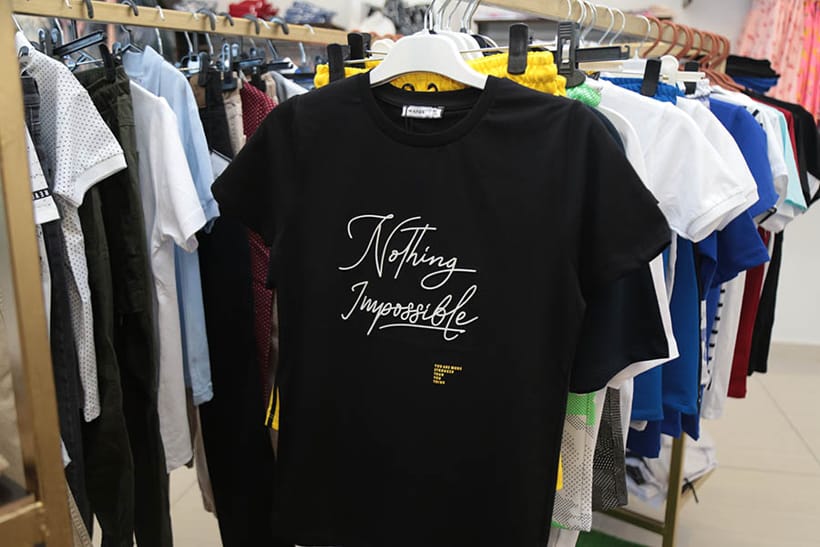 Nothing
Impossible
YOU ARE MORE
STRONGER
THAN
YOU
THINK